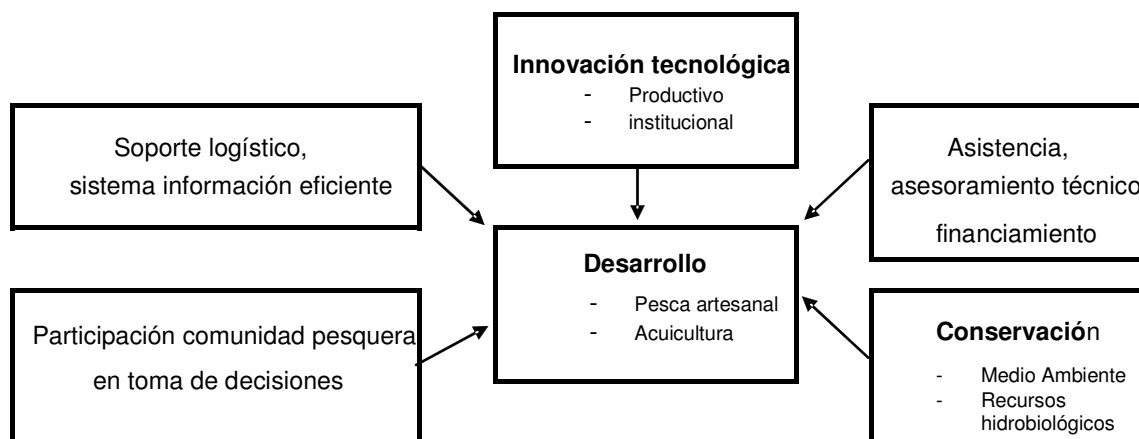 Innovación tecnológica
- Productivo
- institucional
Soporte logístico,
sistema información eficiente
Asistencia,
asesoramiento técnico
financiamiento
Desarrollo
- Pesca artesanal
- Acuicultura
Participación comunidad pesquera
en toma de decisiones
Conservación
- Medio Ambiente
- Recursos
hidrobiológicos